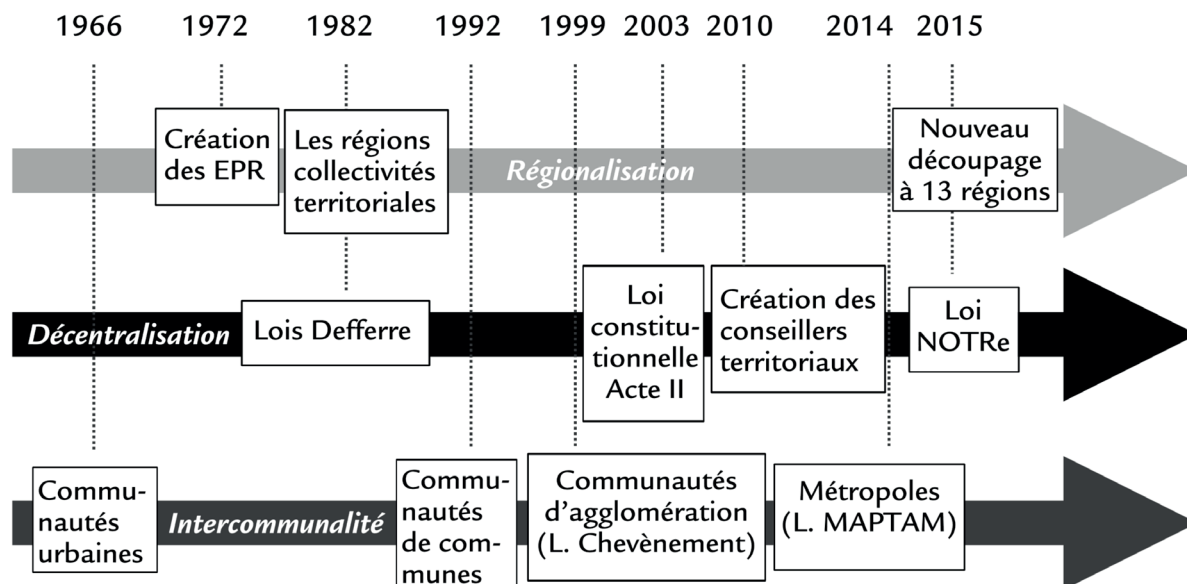 1966 1972 1982 1992 1999 2003 2010 2014 2015
Création
des EPR
Les régions
collectivités
territoriales
Régionalisation
Nouveau
découpage
à 13 régions
Décentralisation
Lois Defferre
Loi
constitu-
tionnelle
Acte II
Création des
conseillers
territoriaux
Loi
NOTRe
Commu-
nautés
urbaines
Intercommunalité
Commu-
nautés
de com-
munes
Communautés
d'agglomération
(L. Chevènement)
Métropoles
(L. MAPTAM)